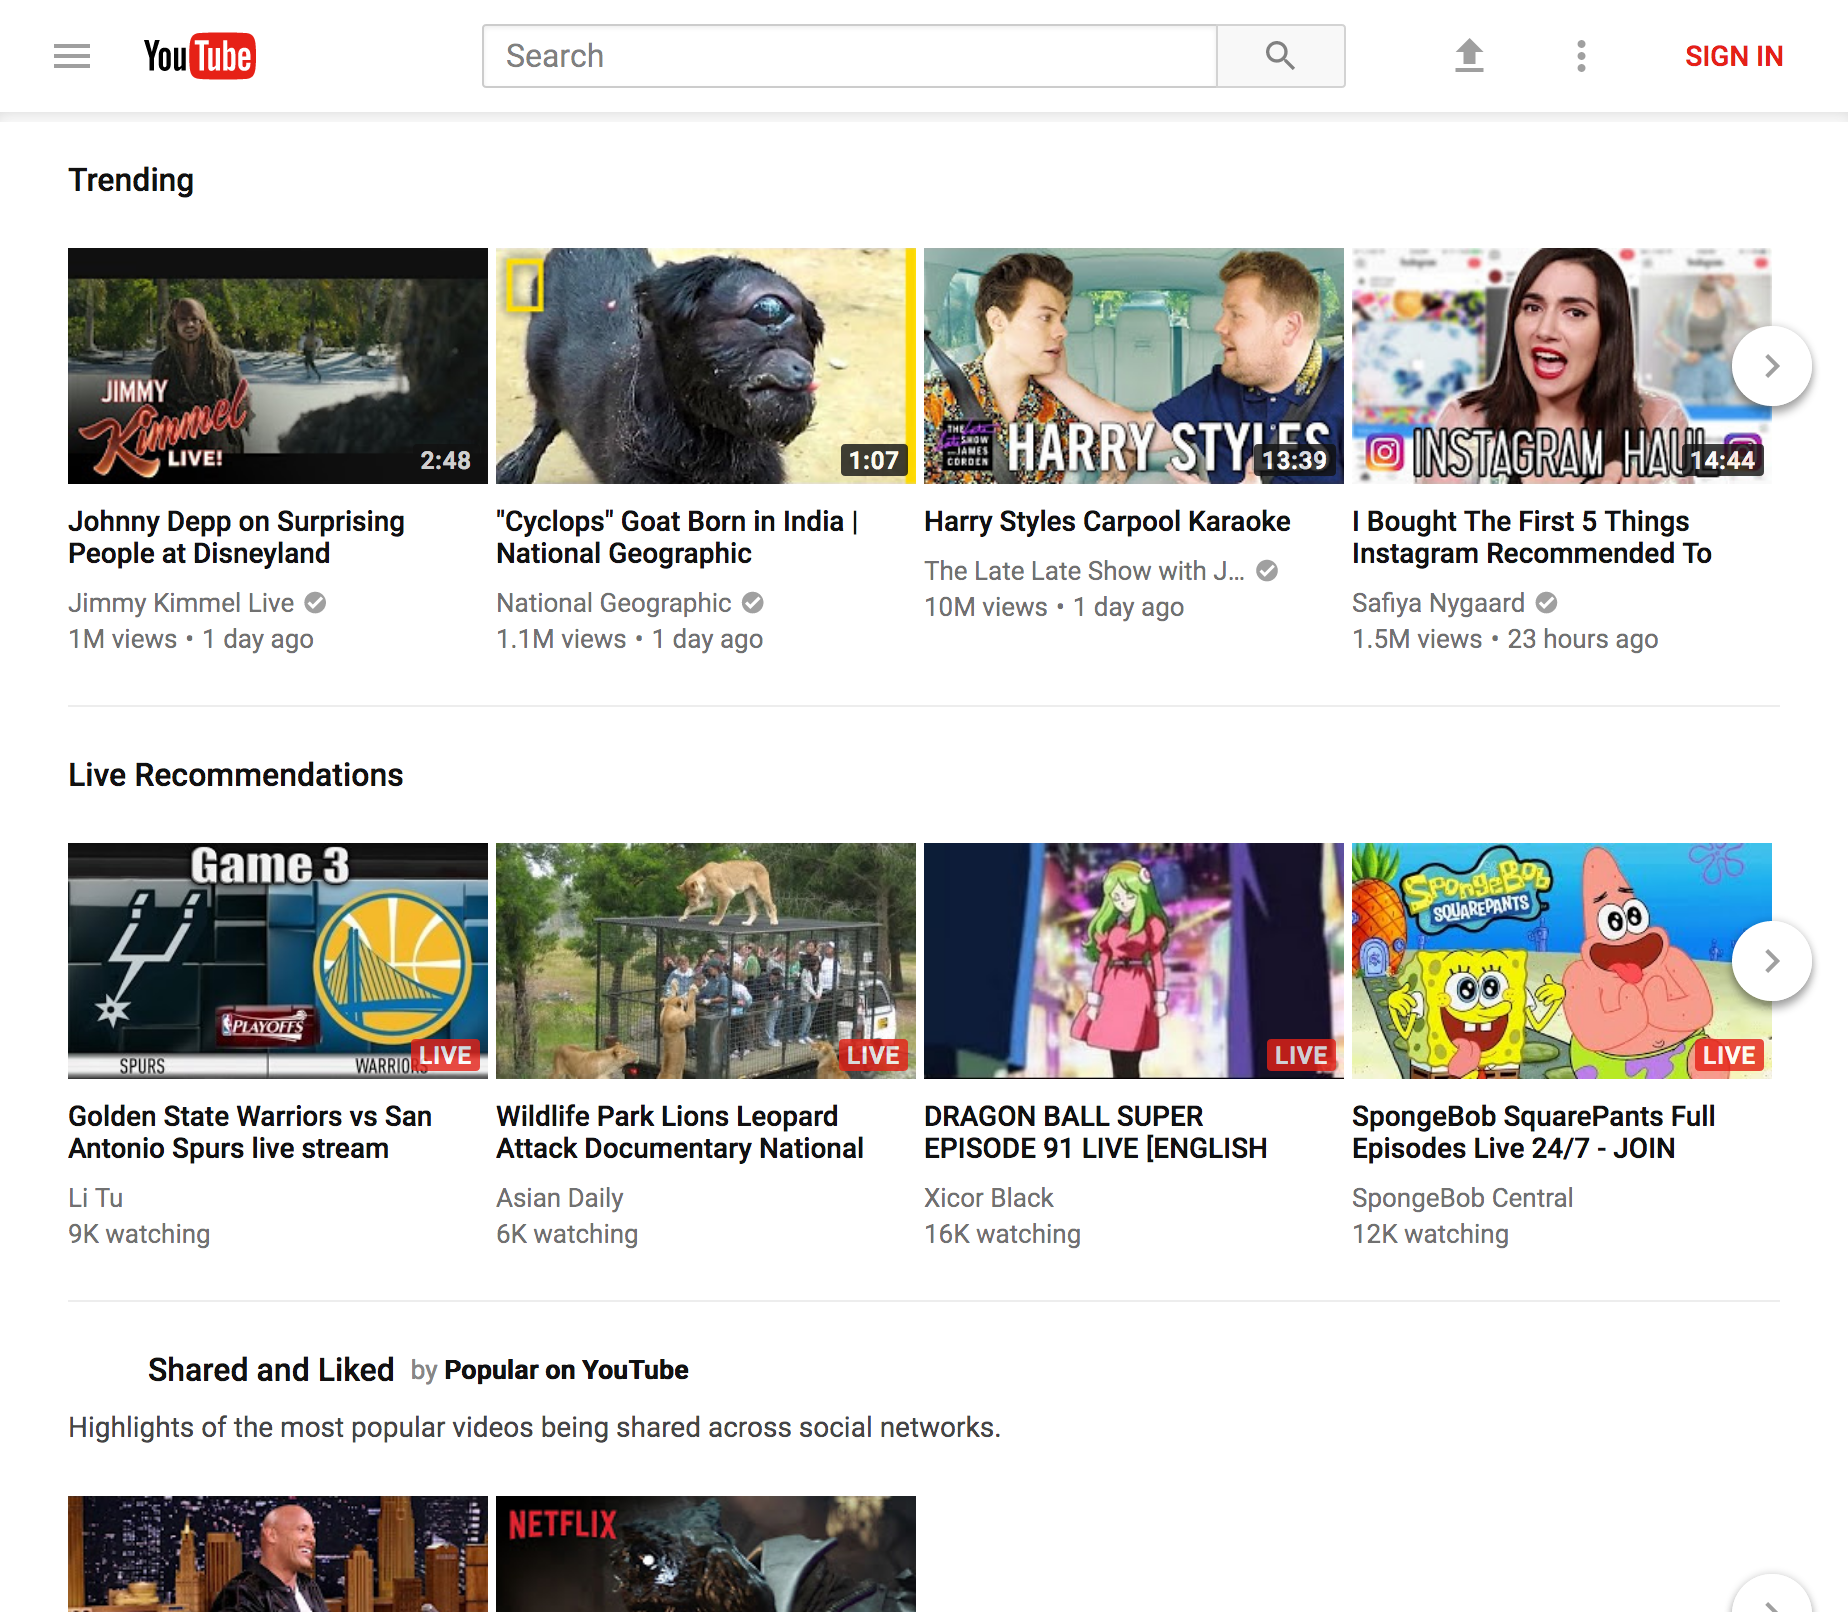 YouTube
Search
SIGN IN
Trending
JIMMY
Kimmel
LIVE!
2:48
1:07
THE Late
Late SHOW
JAMES
CORDEN
HARRY STYLES
13:39
INSTAGRAM HAUL
14:44
Johnny Depp on Surprising
People at Disneyland
Jimmy Kimmel Live
1M views • 1 day ago
"Cyclops" Goat Born in India |
National Geographic
National Geographic
1.1M views • 1 day ago
Harry Styles Carpool Karaoke
The Late Late Show with J...
10M views • 1 day ago
I Bought The First 5 Things
Instagram Recommended To
Safiya Nygaard
1.5M views • 23 hours ago
Live Recommendations
Game 3
PLAYOFFS
SPURS
WARRIORS
LIVE
LIVE
LIVE
SpongeBob
SQUAREPANTS
LIVE
Golden State Warriors vs San
Antonio Spurs live stream
Li Tu
9K watching
Wildlife Park Lions Leopard
Attack Documentary National
Asian Daily
6K watching
DRAGON BALL SUPER
EPISODE 91 LIVE [ENGLISH
Xicor Black
16K watching
SpongeBob SquarePants Full
Episodes Live 24/7 - JOIN
SpongeBob Central
12K watching
Shared and Liked by Popular on YouTube
Highlights of the most popular videos being shared across social networks.
NETFLIX